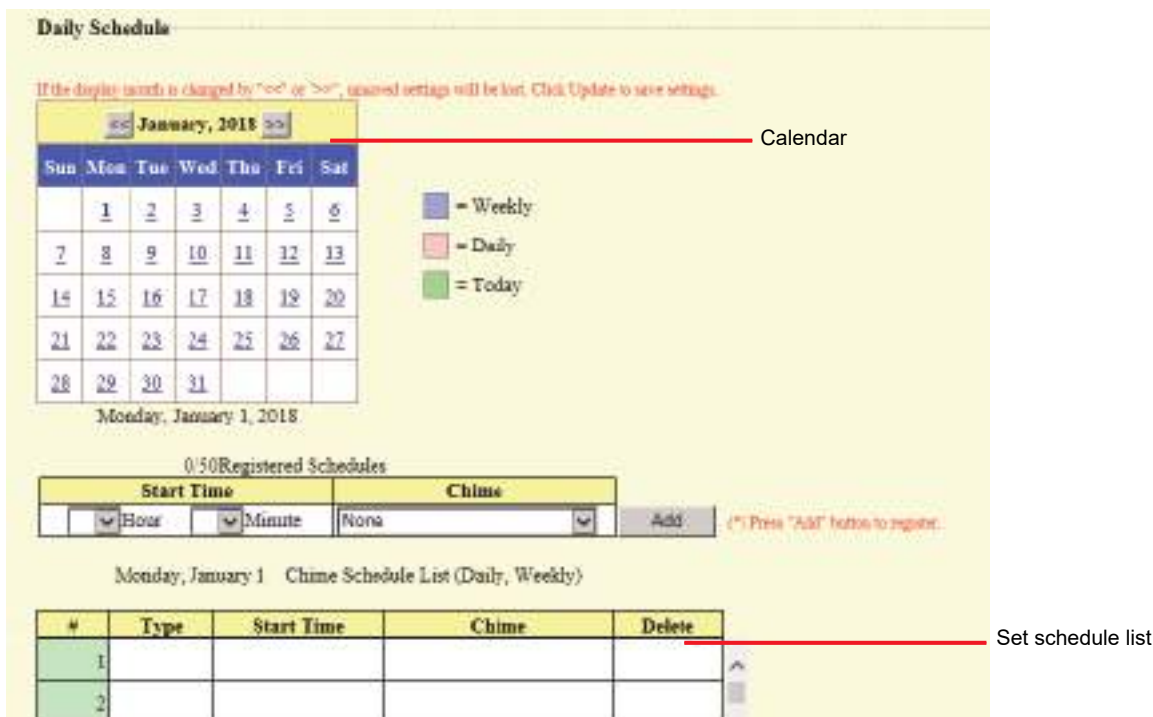 Daily Schedule
If the display month is changed by "<<" or ">>", unsaved settings will be lost. Click Update to save settings.
<< January, 2018 >>
Calendar
Sun Mon Tue Wed Thu Fri Sat
1 2 3 4 5 6
7 8 9 10 11 12 13
14 15 16 17 18 19 20
21 22 23 24 25 26 27
28 29 30 31
= Weekly
= Daily
= Today
Monday, January 1, 2018
0/50Registered Schedules
Start Time Chime
Hour Minute None Add (*) Press "Add" button to register.
Monday, January 1 Chime Schedule List (Daily, Weekly)
# Type Start Time Chime Delete
Set schedule list
1
2